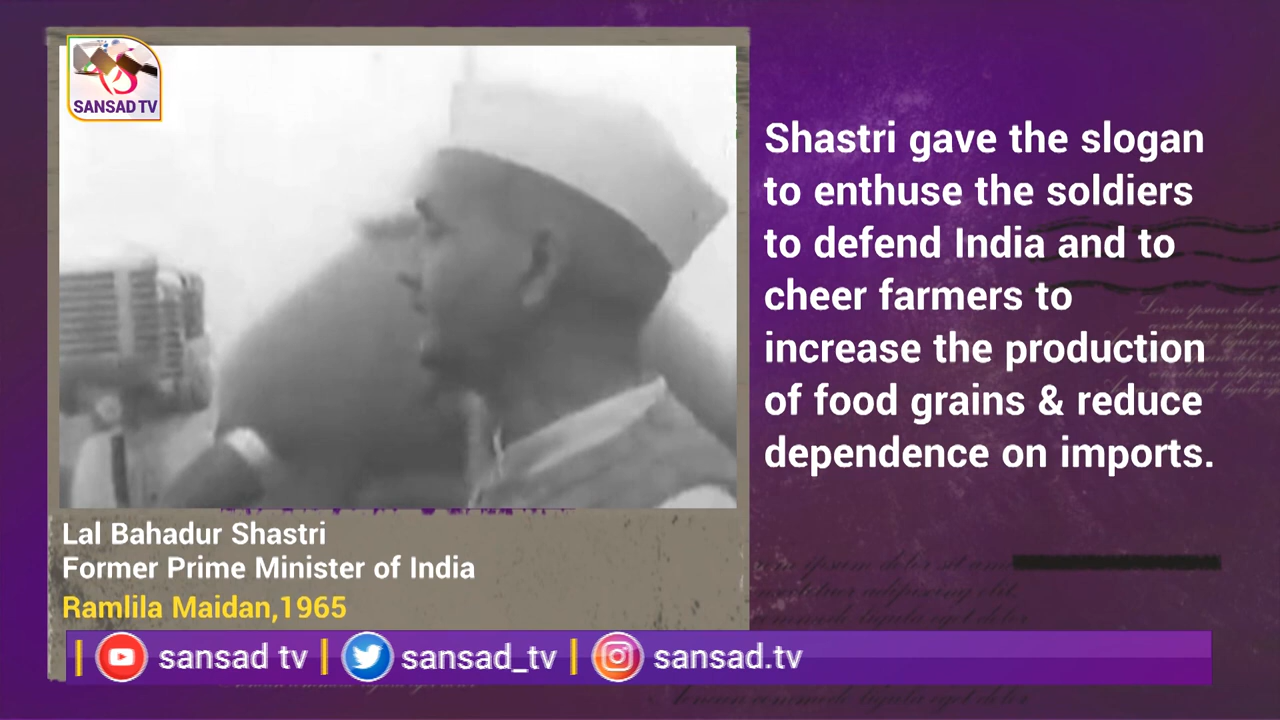 SANSAD TV
Shastri gave the slogan
to enthuse the soldiers
to defend India and to
cheer farmers to
increase the production
of food grains & reduce
dependence on imports.
Lal Bahadur Shastri
Former Prime Minister of India
Ramlila Maidan,1965
sansad tv
sansad_tv
sansad.tv